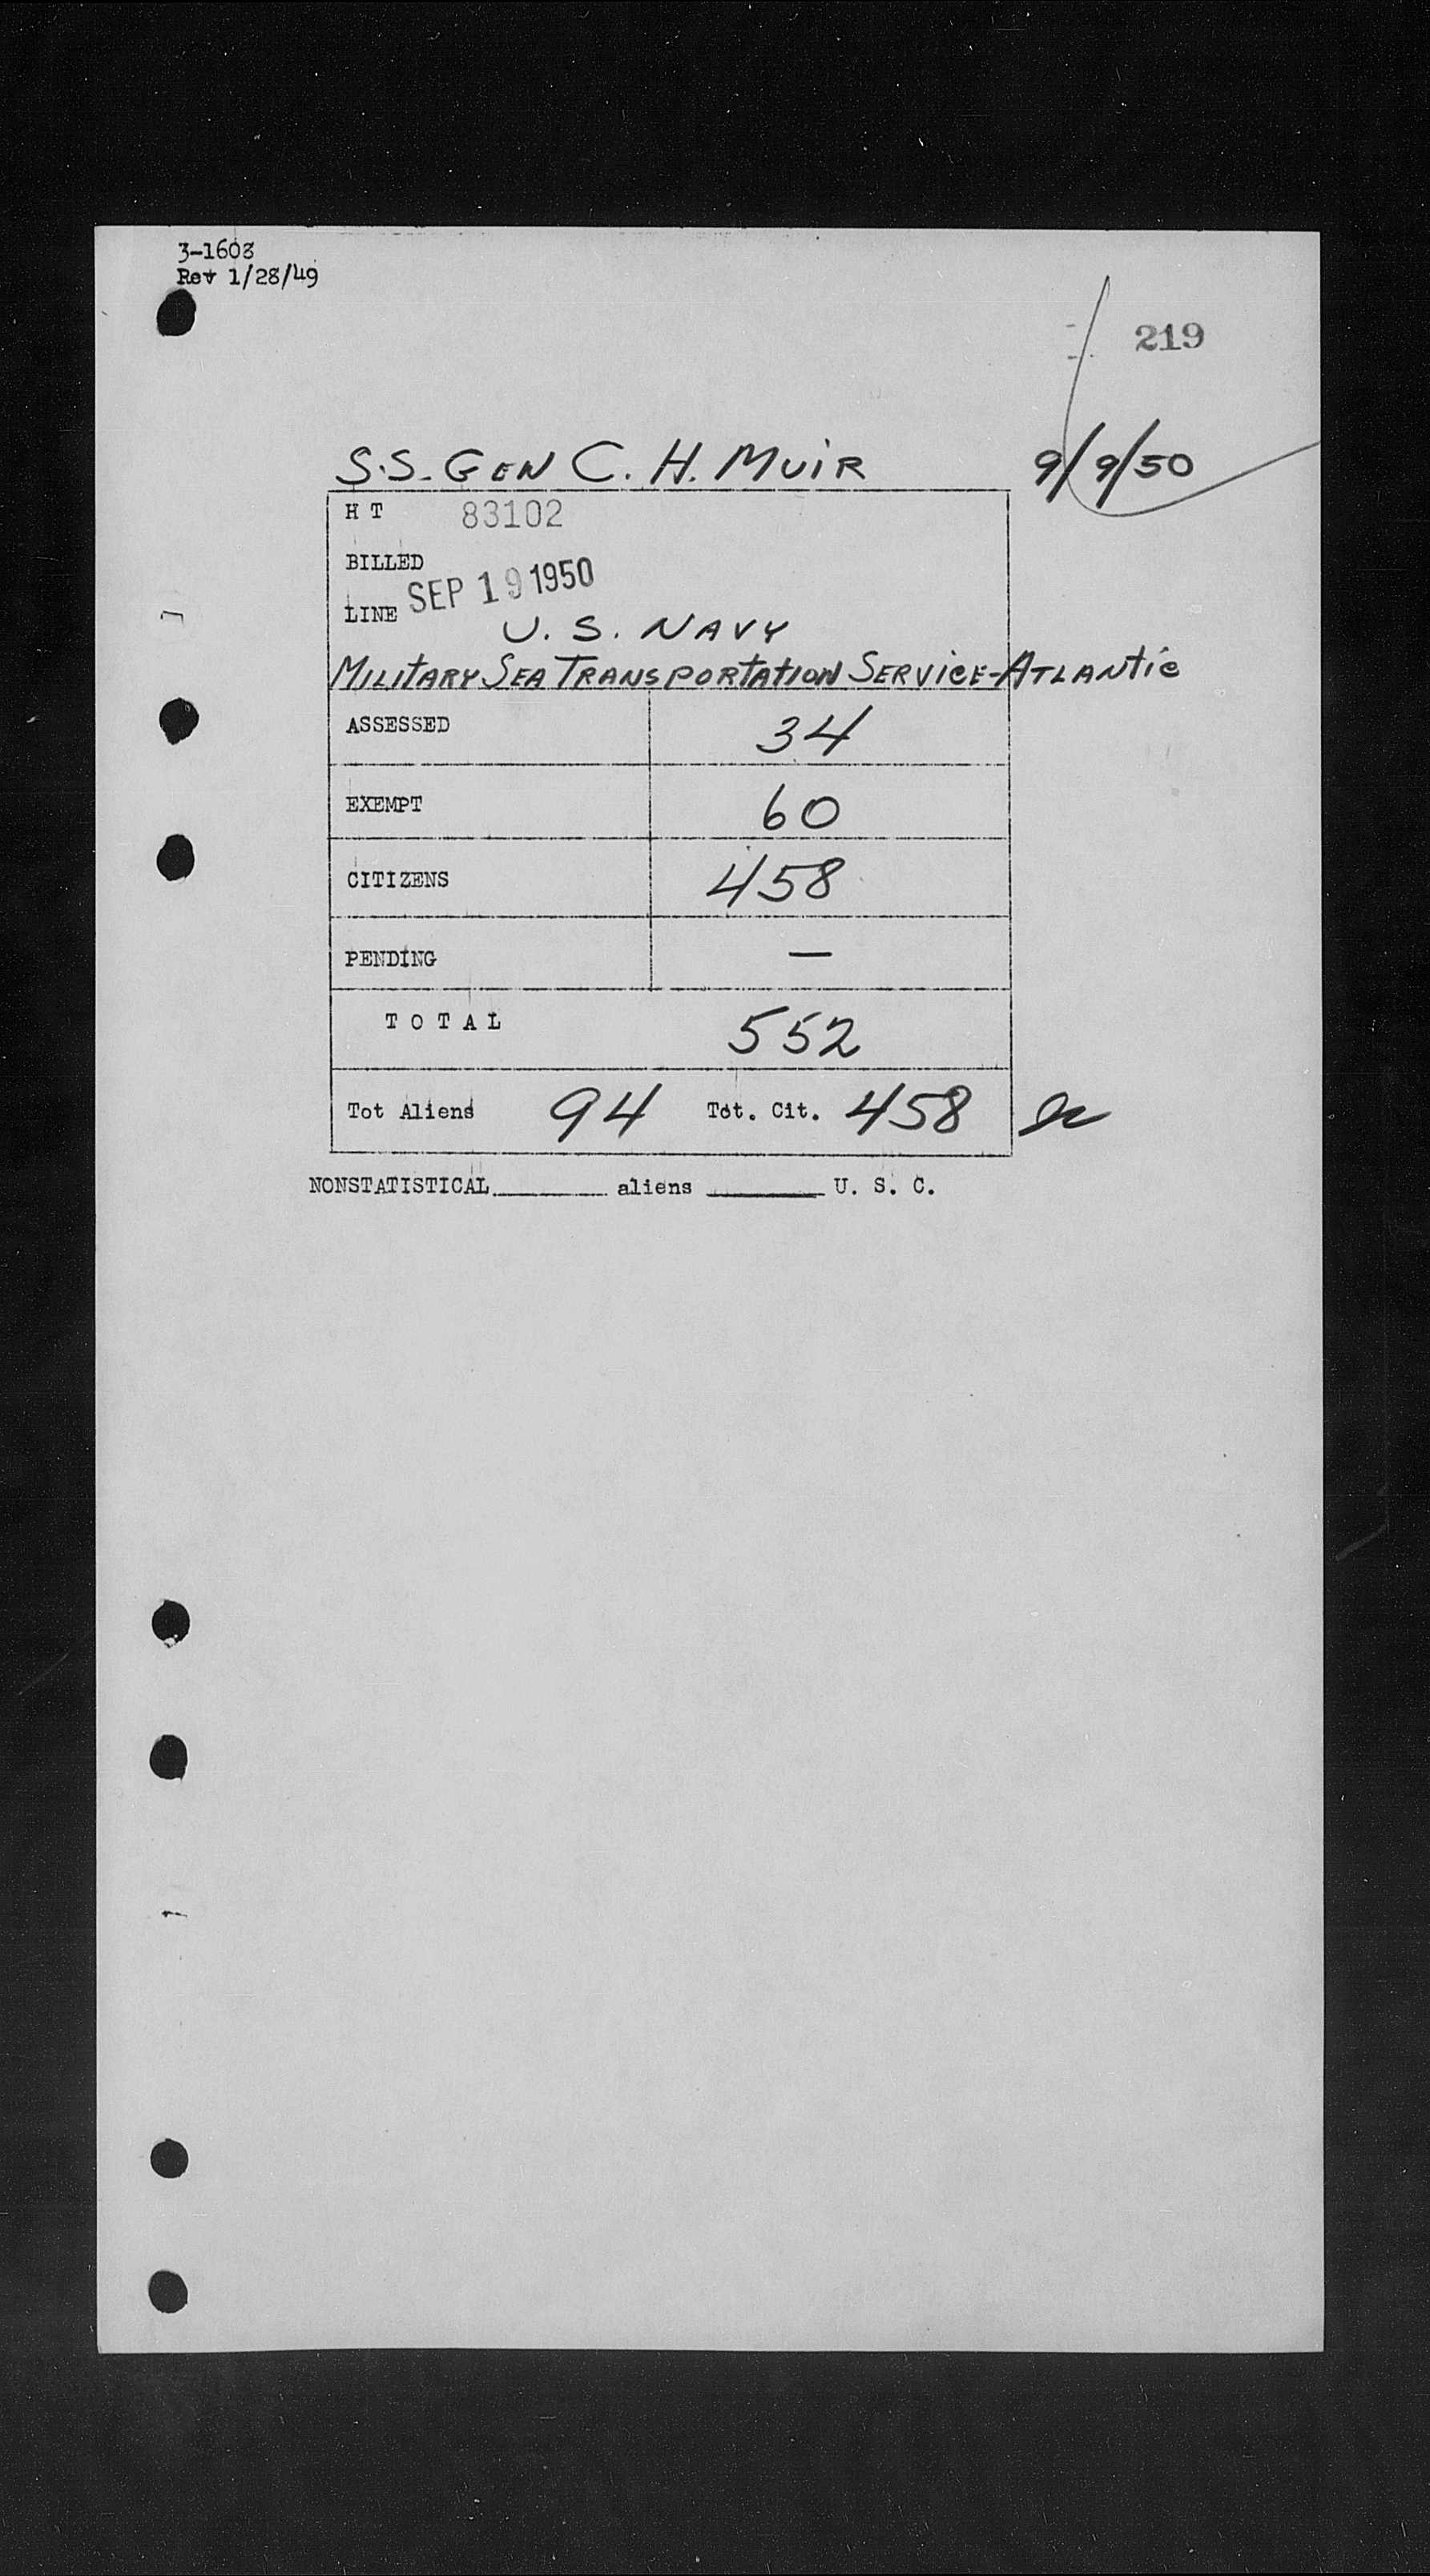 3-1603
Rev 1/28/49
219
S.S. GEN C. H. MUIR 9/9/50
H T 83102
BILLED
SEP 19 1950
LINE
U. S. NAVY
MILITARY SEA TRANSPORTATION SERVICE-ATLANTIC
ASSESSED 34
EXEMPT 60
CITIZENS 458
PENDING —
T O T A L 552
Tot Aliens 94 Tot. Cit. 458
NONSTATISTICAL________ aliens ________ U. S. C.